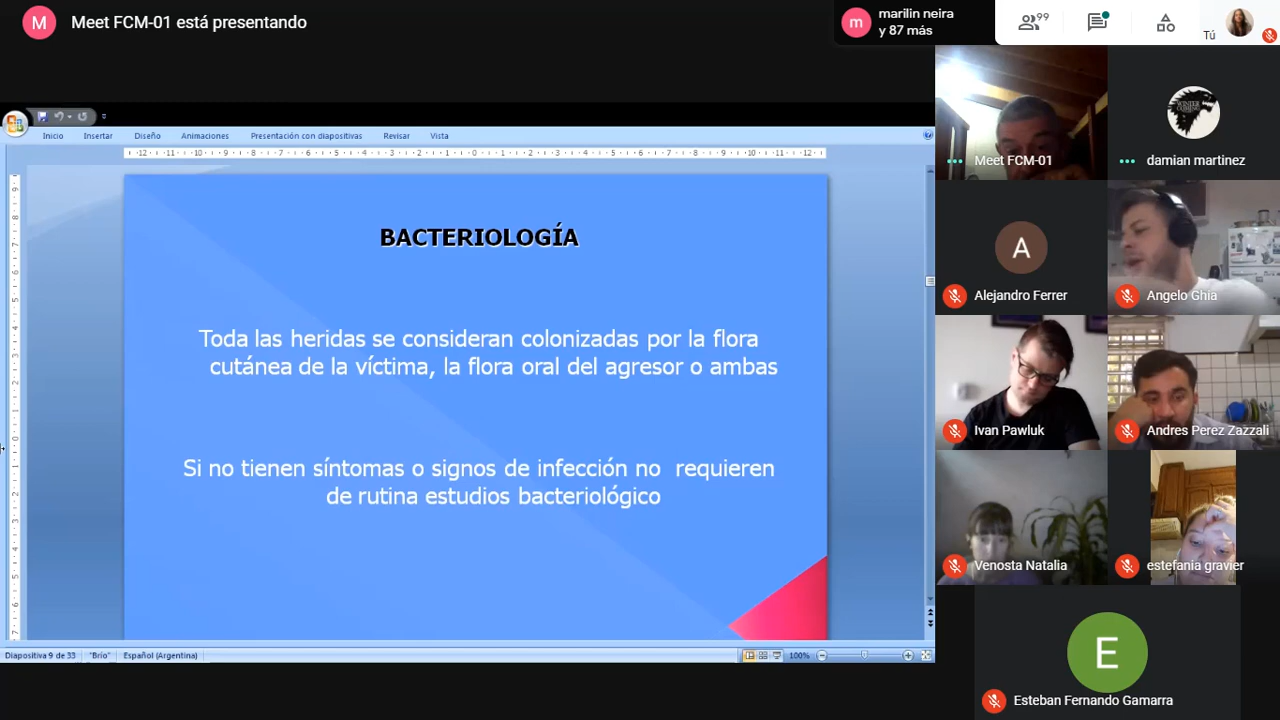 M Meet FCM-01 está presentando
m marilin neira
y 87 más
99
Tú
Inicio Insertar Diseño Animaciones Presentación con diapositivas Revisar Vista
BACTERIOLOGÍA
Toda las heridas se consideran colonizadas por la flora
cutánea de la víctima, la flora oral del agresor o ambas
Si no tienen síntomas o signos de infección no requieren
de rutina estudios bacteriológico
Diapositiva 9 de 33 "Brío" Español (Argentina) 100%
Meet FCM-01
damian martinez
A
Alejandro Ferrer
Angelo Ghia
Ivan Pawluk
Andres Perez Zazzali
Venosta Natalia
estefania gravier
E
Esteban Fernando Gamarra